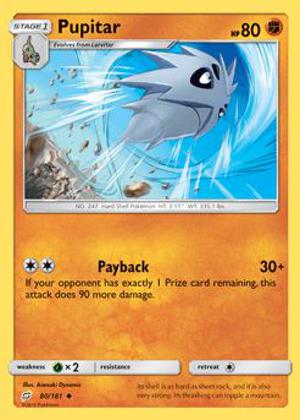 STAGE 1
Pupitar
HP80
Evolves from Larvitar
NO. 247 Hard Shell Pokémon HT: 3'11" WT: 335.1 lbs.
Payback 30+
If your opponent has exactly 1 Prize card remaining, this
attack does 90 more damage.
weakness ×2 resistance retreat
80/181
Illus. Anesaki Dynamic
©2019 Pokémon
Its shell is as hard as sheet rock, and it is also
very strong. Its thrashing can topple a mountain.